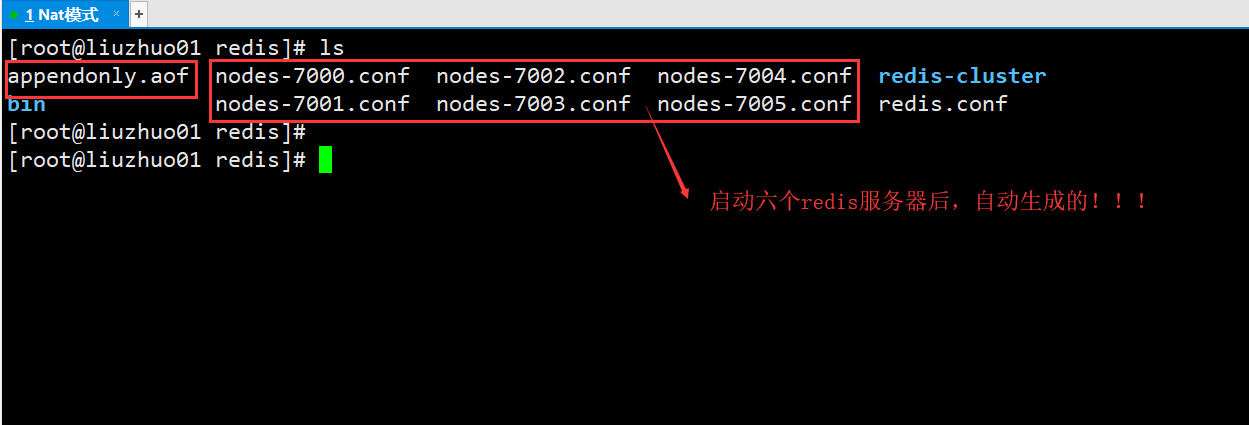 1 Nat模式 × +
[root@liuzhuo01 redis]# ls
appendonly.aof nodes-7000.conf nodes-7002.conf nodes-7004.conf redis-cluster
bin nodes-7001.conf nodes-7003.conf nodes-7005.conf redis.conf
[root@liuzhuo01 redis]#
[root@liuzhuo01 redis]#
启动六个redis服务器后，自动生成的！！！